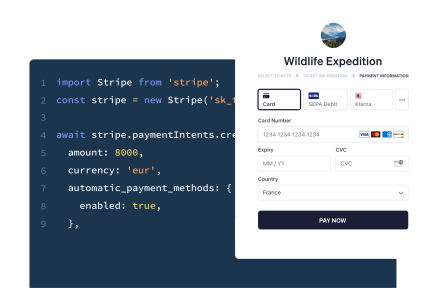 1 import Stripe from 'stripe';
2 const stripe = new Stripe('sk_t
3
4 await stripe.paymentIntents.cre
5 amount: 8000,
6 currency: 'eur',
7 automatic_payment_methods: {
8 enabled: true,
9 },
Wildlife Expedition
SELECT TICKETS > TICKET INFORMATION > PAYMENT INFORMATION
Card
SEPA Debit
K.
Klarna
...
Card Number
1234 1234 1234 1234 VISA
Expiry CVC
MM / YY CVC
Country
France
PAY NOW